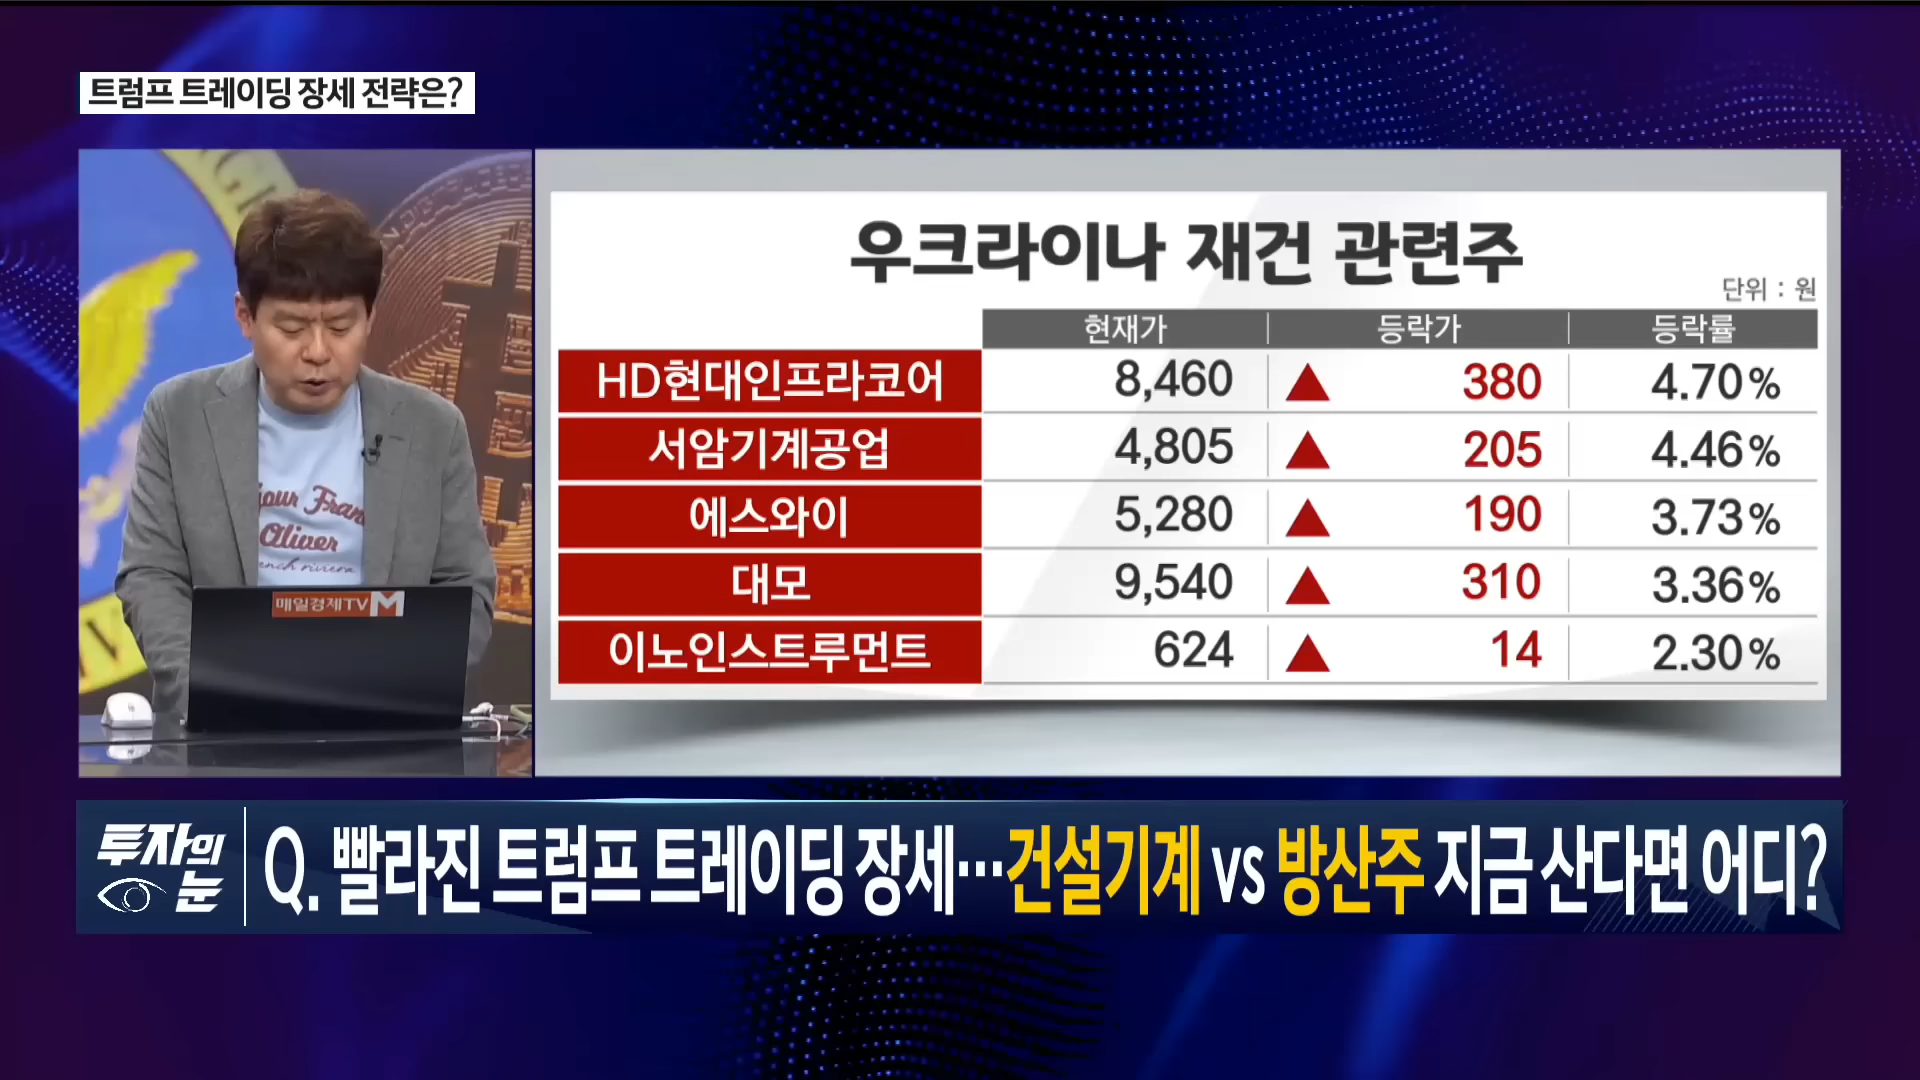 트럼프 트레이딩 장세 전략은?
your Fran
Oliver
매일경제TV M
우크라이나 재건 관련주
단위 : 원
현재가 등락가 등락률
HD현대인프라코어 8,460 ▲ 380 4.70%
서암기계공업 4,805 ▲ 205 4.46%
에스와이 5,280 ▲ 190 3.73%
대모 9,540 ▲ 310 3.36%
이노인스트루먼트 624 ▲ 14 2.30%
투자의
눈
Q. 빨라진 트럼프 트레이딩 장세…건설기계 vs 방산주 지금 산다면 어디?